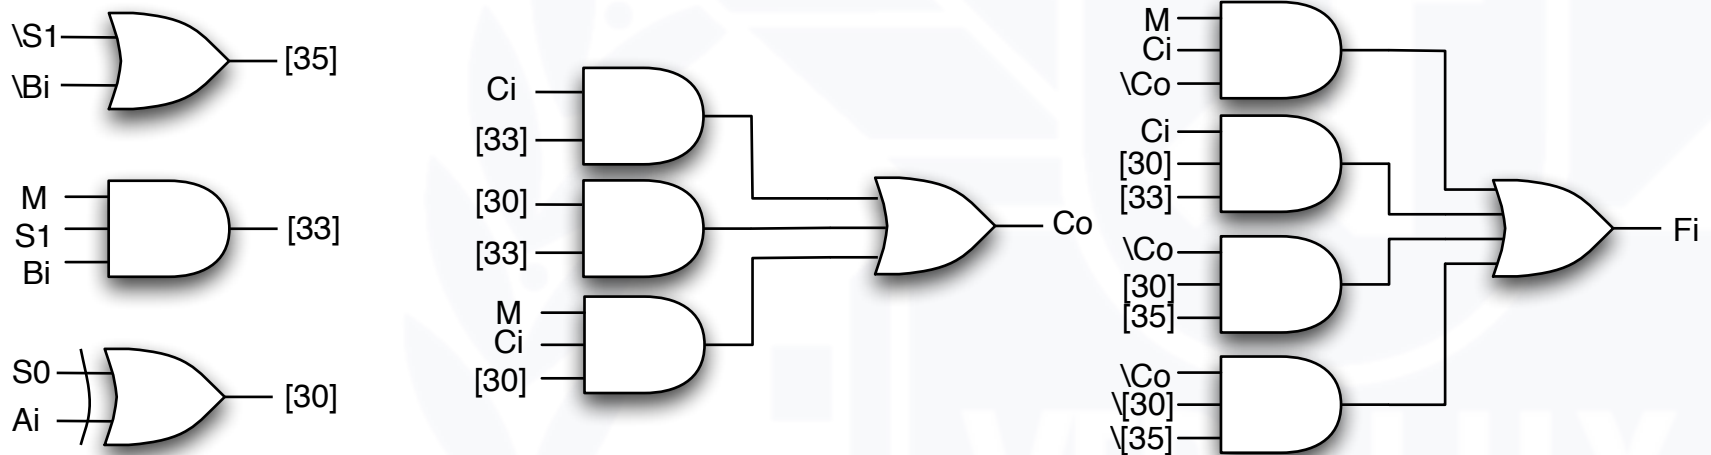 \S1
\Bi
[35]
M
S1
Bi
[33]
S0
Ai
[30]
Ci
[33]
[30]
[33]
M
Ci
[30]
Co
M
Ci
\Co
Ci
[30]
[33]
\Co
[30]
[35]
\Co
\[30]
\[35]
Fi